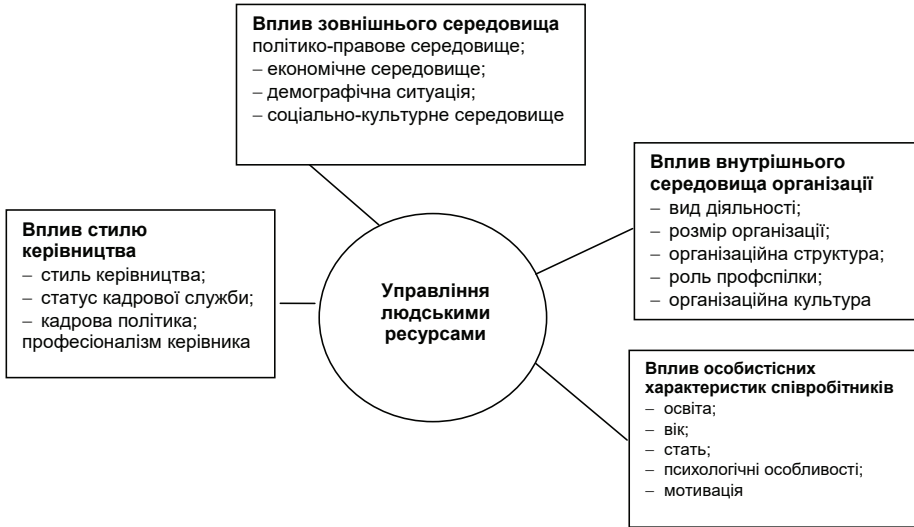 Вплив зовнішнього середовища
політико-правове середовище;
– економічне середовище;
– демографічна ситуація;
– соціально-культурне середовище
Вплив внутрішнього
середовища організації
– вид діяльності;
– розмір організації;
– організаційна структура;
– роль профспілки;
– організаційна культура
Вплив стилю
керівництва
– стиль керівництва;
– статус кадрової служби;
– кадрова політика;
професіоналізм керівника
Управління
людськими
ресурсами
Вплив особистісних
характеристик співробітників
– освіта;
– вік;
– стать;
– психологічні особливості;
– мотивація